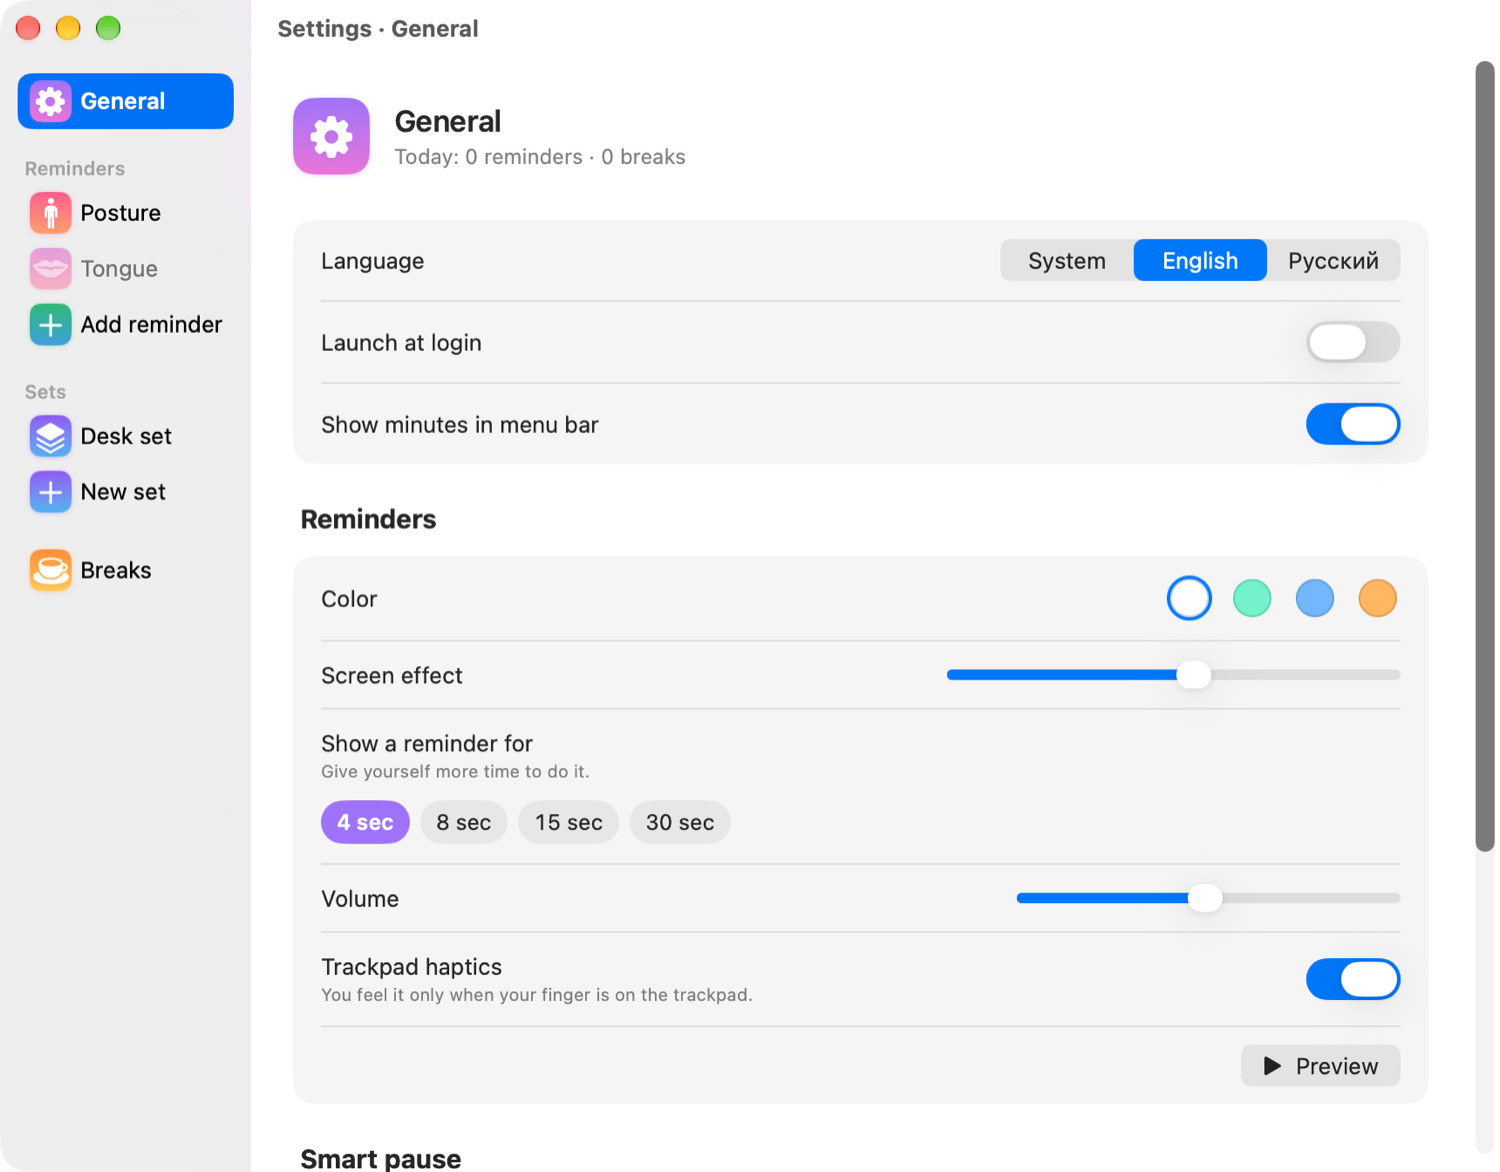 Settings · General
General
Reminders
Posture
Tongue
Add reminder
Sets
Desk set
New set
Breaks
General
Today: 0 reminders · 0 breaks
Language
System
English
Русский
Launch at login
Show minutes in menu bar
Reminders
Color
Screen effect
Show a reminder for
Give yourself more time to do it.
4 sec
8 sec
15 sec
30 sec
Volume
Trackpad haptics
You feel it only when your finger is on the trackpad.
Preview
Smart pause